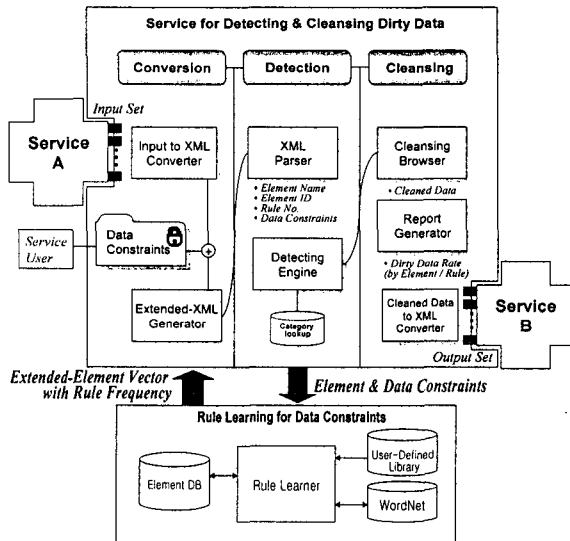 Service for Detecting & Cleansing Dirty Data
Conversion
Detection
Cleansing
Input Set
Service
A
Input to XML
Converter
XML
Parser
• Element Name
• Element ID
• Rule No.
• Data Constraints
Cleansing
Browser
• Cleaned Data
Report
Generator
• Dirty Data Rate
(by Element / Rule)
Service
User
Data
Constraints
+
Detecting
Engine
Extended-XML
Generator
Category
lookup
Cleaned Data
to XML
Converter
Service
B
Output Set
Extended-Element Vector
with Rule Frequency
Element & Data Constraints
Rule Learning for Data Constraints
Element DB
Rule Learner
User-Defined
Library
WordNet